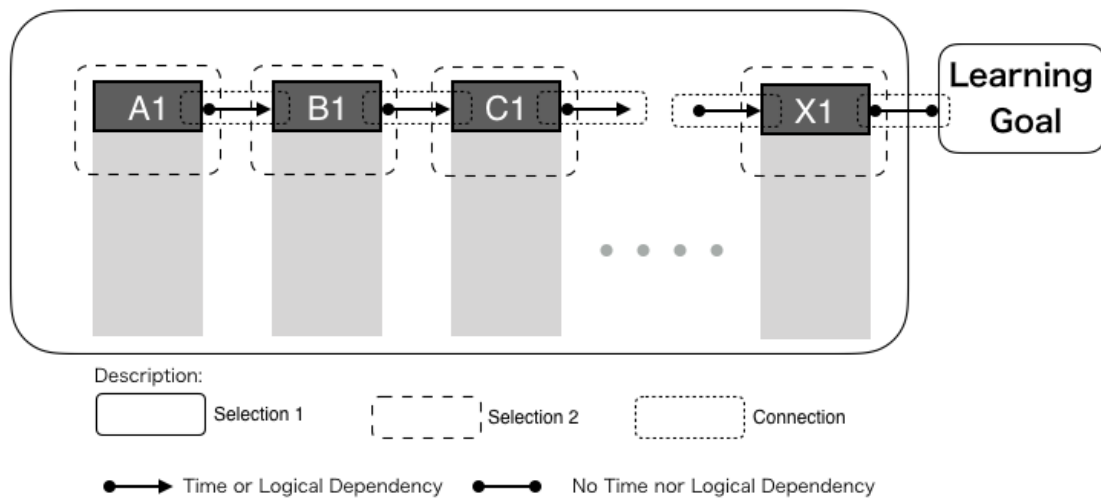 Learning
Goal
A1
B1
C1
X1
Description:
Selection 1
Selection 2
Connection
Time or Logical Dependency
No Time nor Logical Dependency